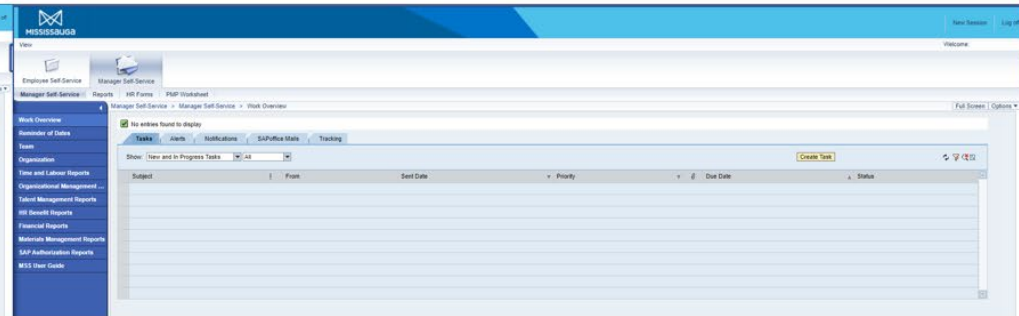 MISSISSAUGA
New Session Log of
View Welcome:
Employee Self-Service Manager Self-Service
Manager Self-Service Reports HR Forms PMP Worksheet
Manager Self-Service > Manager Self-Service > Work Overview Full Screen Options
Work Overview
Reminder of Dates
Team
Organization
Time and Labour Reports
Organizational Management ...
Talent Management Reports
HR Benefit Reports
Financial Reports
Materials Management Reports
SAP Authorization Reports
MSS User Guide
No entries found to display
Tasks Alerts Notifications SAPoffice Mails Tracking
Show: New and In Progress Tasks All Create Task
Subject ! From Sent Date Priority Due Date Status